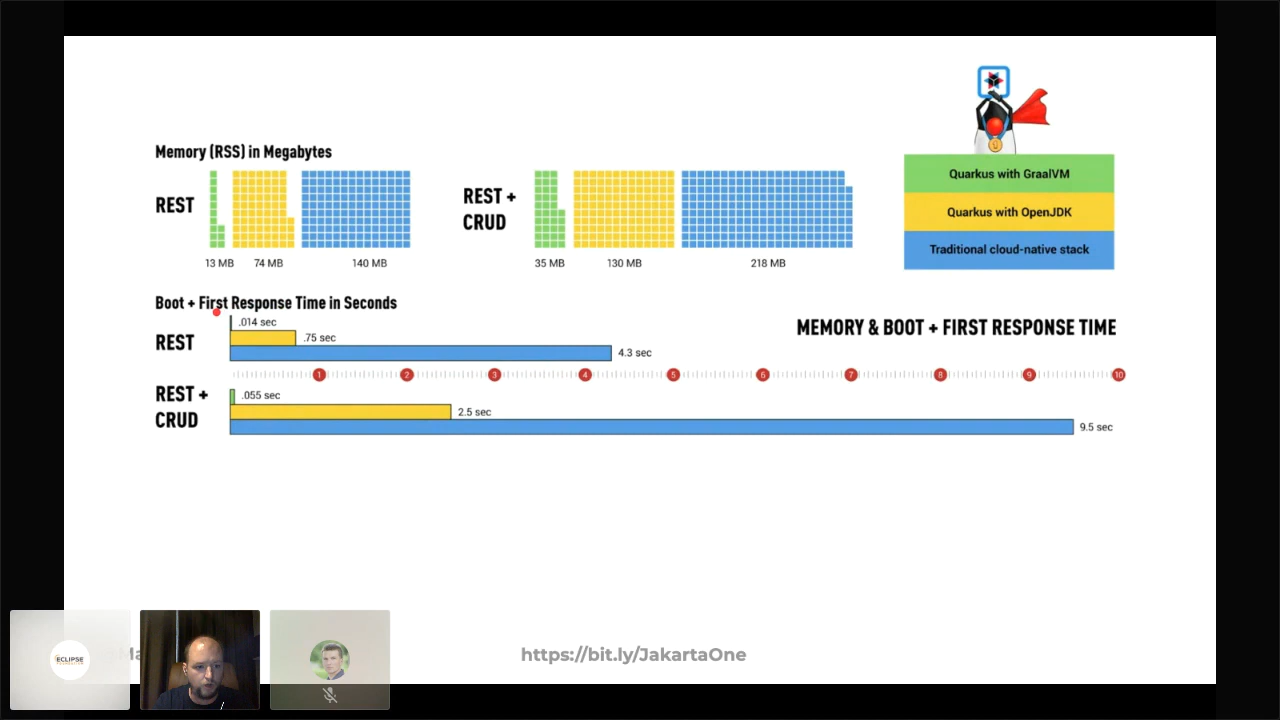 Memory (RSS) in Megabytes
REST
13 MB
74 MB
140 MB
REST +
CRUD
35 MB
130 MB
218 MB
Quarkus with GraalVM
Quarkus with OpenJDK
Traditional cloud-native stack
Boot + First Response Time in Seconds
MEMORY & BOOT + FIRST RESPONSE TIME
REST
.014 sec
.75 sec
4.3 sec
1 2 3 4 5 6 7 8 9 10
REST +
CRUD
.055 sec
2.5 sec
9.5 sec
https://bit.ly/JakartaOne
ECLIPSE